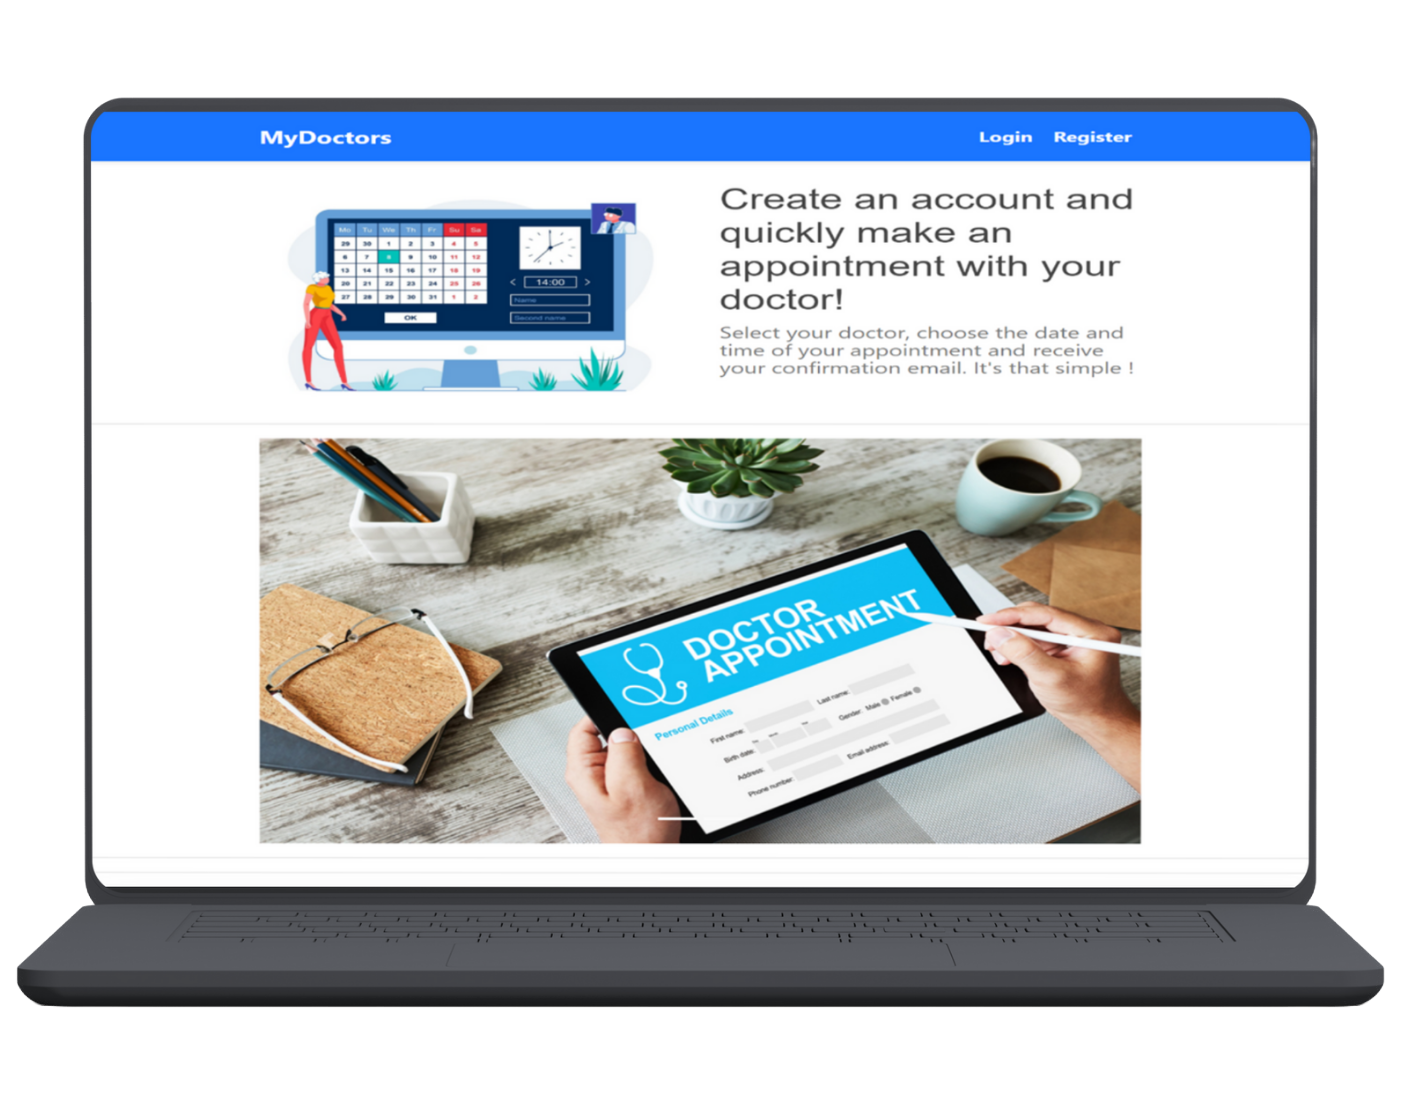 MyDoctors
Login Register
Create an account and
quickly make an
appointment with your
doctor!
Select your doctor, choose the date and
time of your appointment and receive
your confirmation email. It's that simple !
Mo Tu We Th Fr Su Sa
29 30 1 2 3 4 5
6 7 8 9 10 11 12
13 14 15 16 17 18 19
20 21 22 23 24 25 26
27 28 29 30 31 1 2
OK
< 14:00 >
Name
Second name
DOCTOR
APPOINTMENT
Personal Details
First name: Last name:
Birth date: Gender: Male Female
Address:
Phone number: Email address: